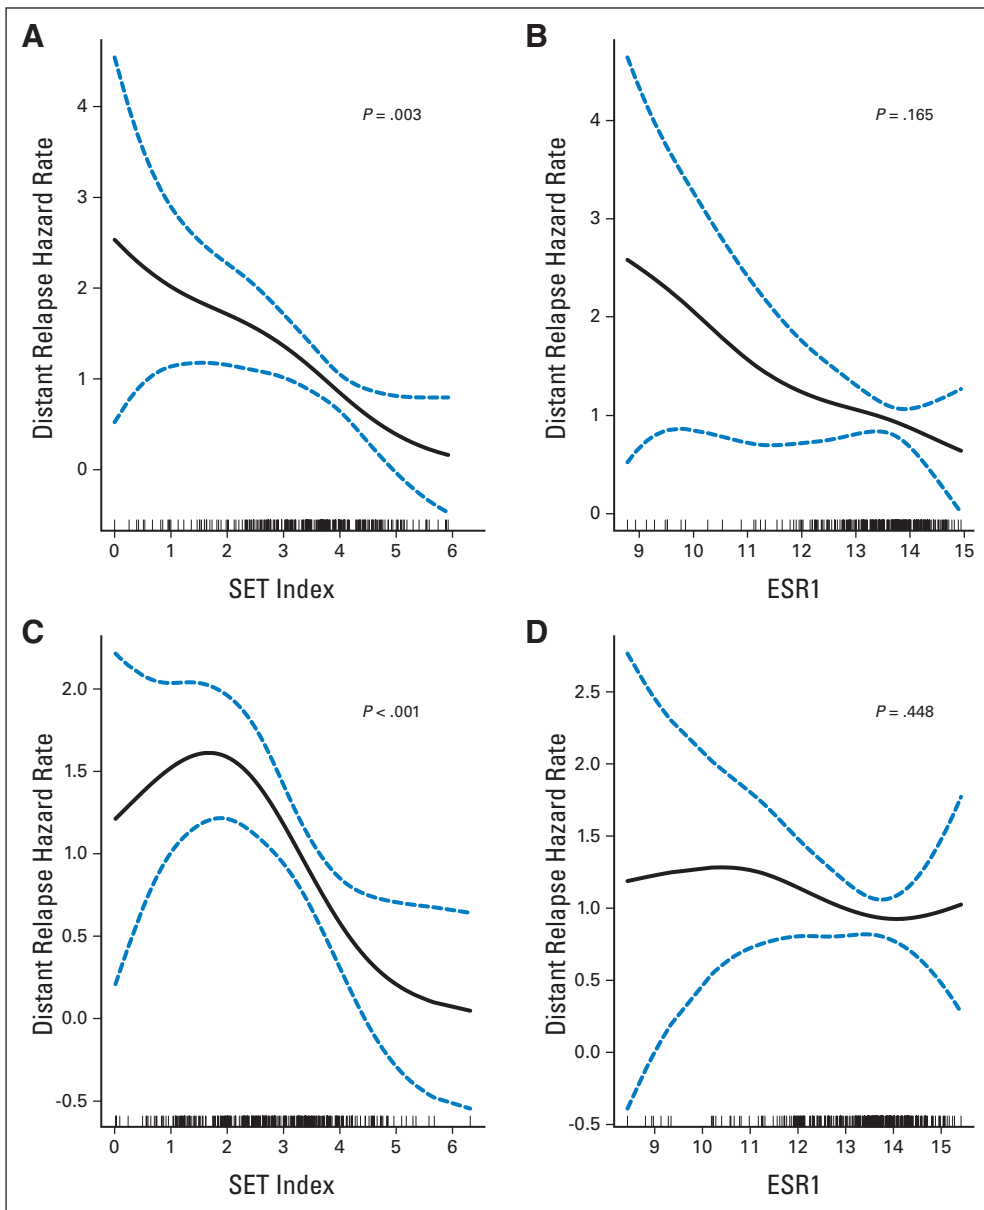 A
Distant Relapse Hazard Rate
4
3
2
1
0
P = .003
0 1 2 3 4 5 6
SET Index
B
Distant Relapse Hazard Rate
4
3
2
1
0
P = .165
9 10 11 12 13 14 15
ESR1
C
Distant Relapse Hazard Rate
2.0
1.5
1.0
0.5
0.0
-0.5
P < .001
0 1 2 3 4 5 6
SET Index
D
Distant Relapse Hazard Rate
2.5
2.0
1.5
1.0
0.5
0.0
-0.5
P = .448
9 10 11 12 13 14 15
ESR1